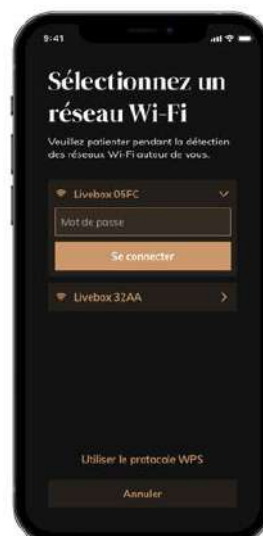 9:41
Sélectionnez un
réseau Wi-Fi
Veuillez patienter pendant la détection
des réseaux Wi-Fi autour de vous.
Livebox 05FC
Mot de passe
Se connecter
Livebox 32AA
Utiliser le protocole WPS
Annuler